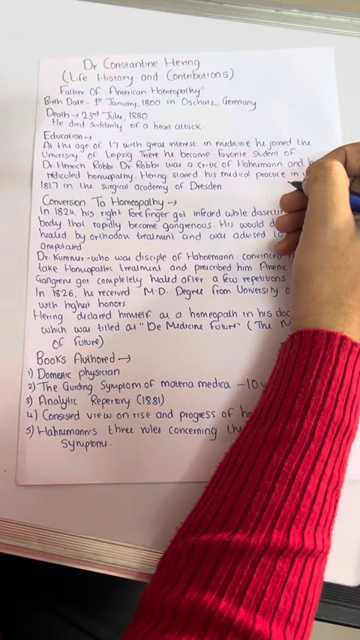 Dr Constantine Hering
(Life History and Contributions)
Father Of American Homeopathy
Birth Date - 1st January, 1800 in Oschatz Germany
Death → 23rd July, 1880
He died suddenly of a heart attack.
Education →
At the age of 17 with great interest in medicine he joined the
University of Leipzig There he became favorite student of
Dr. Henrich Robbi Dr Robbi was a critic of Hahnemann and h
rediculed homeopathy. Hering started his medical practice in
1817 in the surgical academy of Dresden
Conversion To Homeopathy →
In 1824, his right fore finger got infected while dissectin
body that rapidly became gangrenous. His would d
healed by orthodox treatment and was advised to
amputated
Dr. Kummer - who was disciple of Hahnemann convinced
take Homeopathic treatment and prescribed him Arsenic
Gangrene got completely healed after a few repetitions
In 1826, he received M.D. Degree from University o
with highest honors
Hering declared himself as a homeopath in his doc
which was titled as "De Medicine Future" (The M
of future)
Books Authored →
1) Domestic physician
2) The Guiding Symptom of materia medica - 10 v
3) Analytic Repertory (1881)
4) Consised view on rise and progress of ho
5) Hahnemann's three rules concerning the
symptoms.